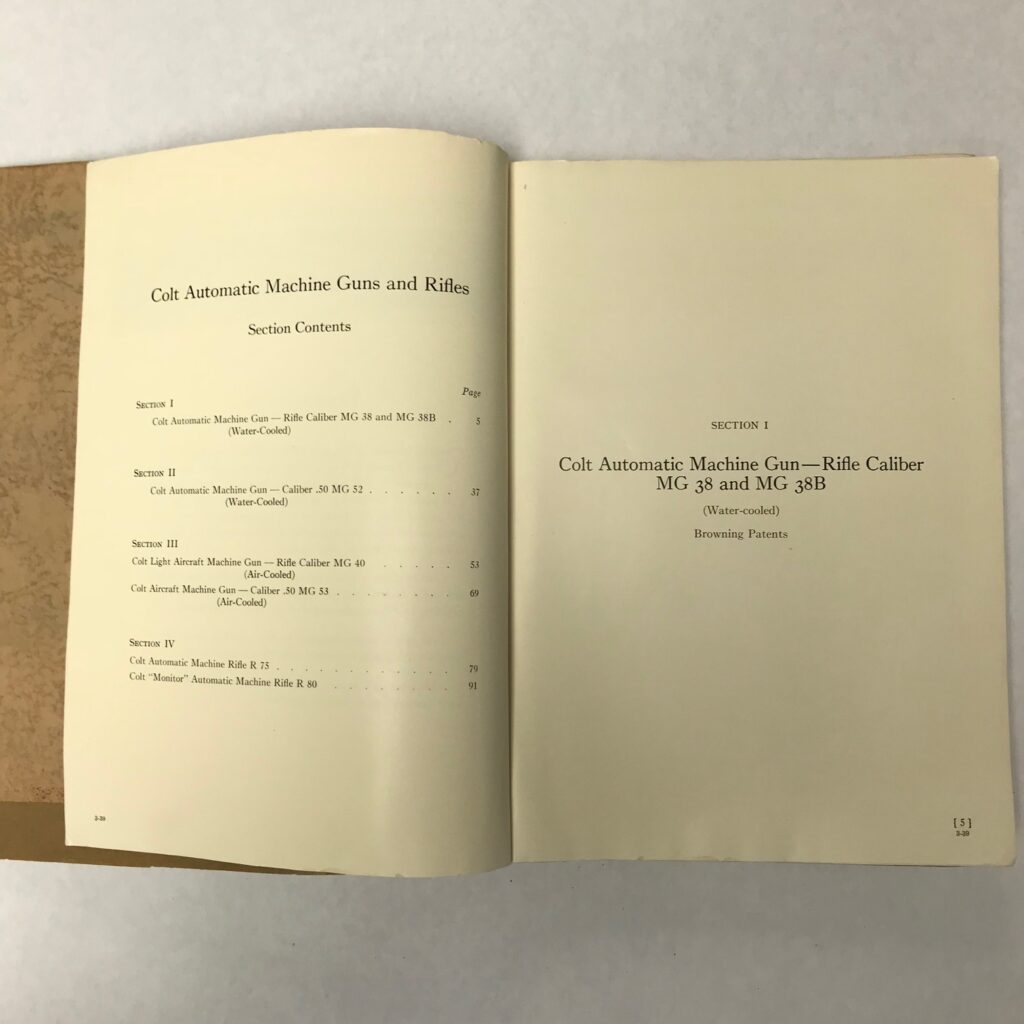 Colt Automatic Machine Guns and Rifles
Section Contents
Page
Section I
Colt Automatic Machine Gun — Rifle Caliber MG 38 and MG 38B . 5
(Water-Cooled)
Section II
Colt Automatic Machine Gun — Caliber .50 MG 52 . . . . . . 37
(Water-Cooled)
Section III
Colt Light Aircraft Machine Gun — Rifle Caliber MG 40 . . . . . 53
(Air-Cooled)
Colt Aircraft Machine Gun — Caliber .50 MG 53 . . . . . . . . 69
(Air-Cooled)
Section IV
Colt Automatic Machine Rifle R 75 . . . . . . . . . . 79
Colt "Monitor" Automatic Machine Rifle R 80 . . . . . . . 91
3-39
SECTION I
Colt Automatic Machine Gun—Rifle Caliber
MG 38 and MG 38B
(Water-cooled)
Browning Patents
[ 5 ]
3-39